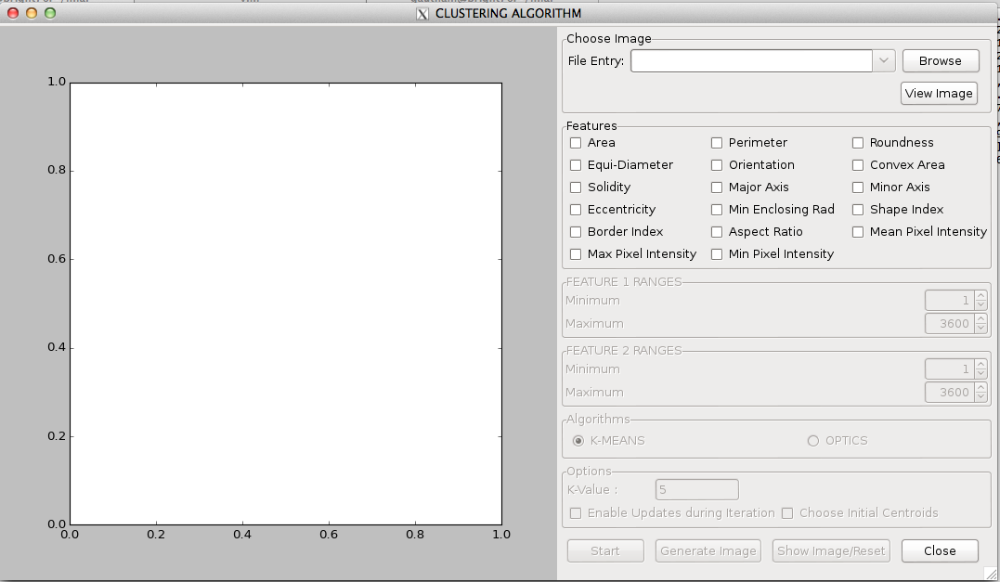 CLUSTERING ALGORITHM
1.0
0.8
0.6
0.4
0.2
0.0
0.0 0.2 0.4 0.6 0.8 1.0
Choose Image
File Entry: Browse
View Image
Features
Area Perimeter Roundness
Equi-Diameter Orientation Convex Area
Solidity Major Axis Minor Axis
Eccentricity Min Enclosing Rad Shape Index
Border Index Aspect Ratio Mean Pixel Intensity
Max Pixel Intensity Min Pixel Intensity
FEATURE 1 RANGES
Minimum 1
Maximum 3600
FEATURE 2 RANGES
Minimum 1
Maximum 3600
Algorithms
K-MEANS OPTICS
Options
K-Value : 5
Enable Updates during Iteration Choose Initial Centroids
Start Generate Image Show Image/Reset Close